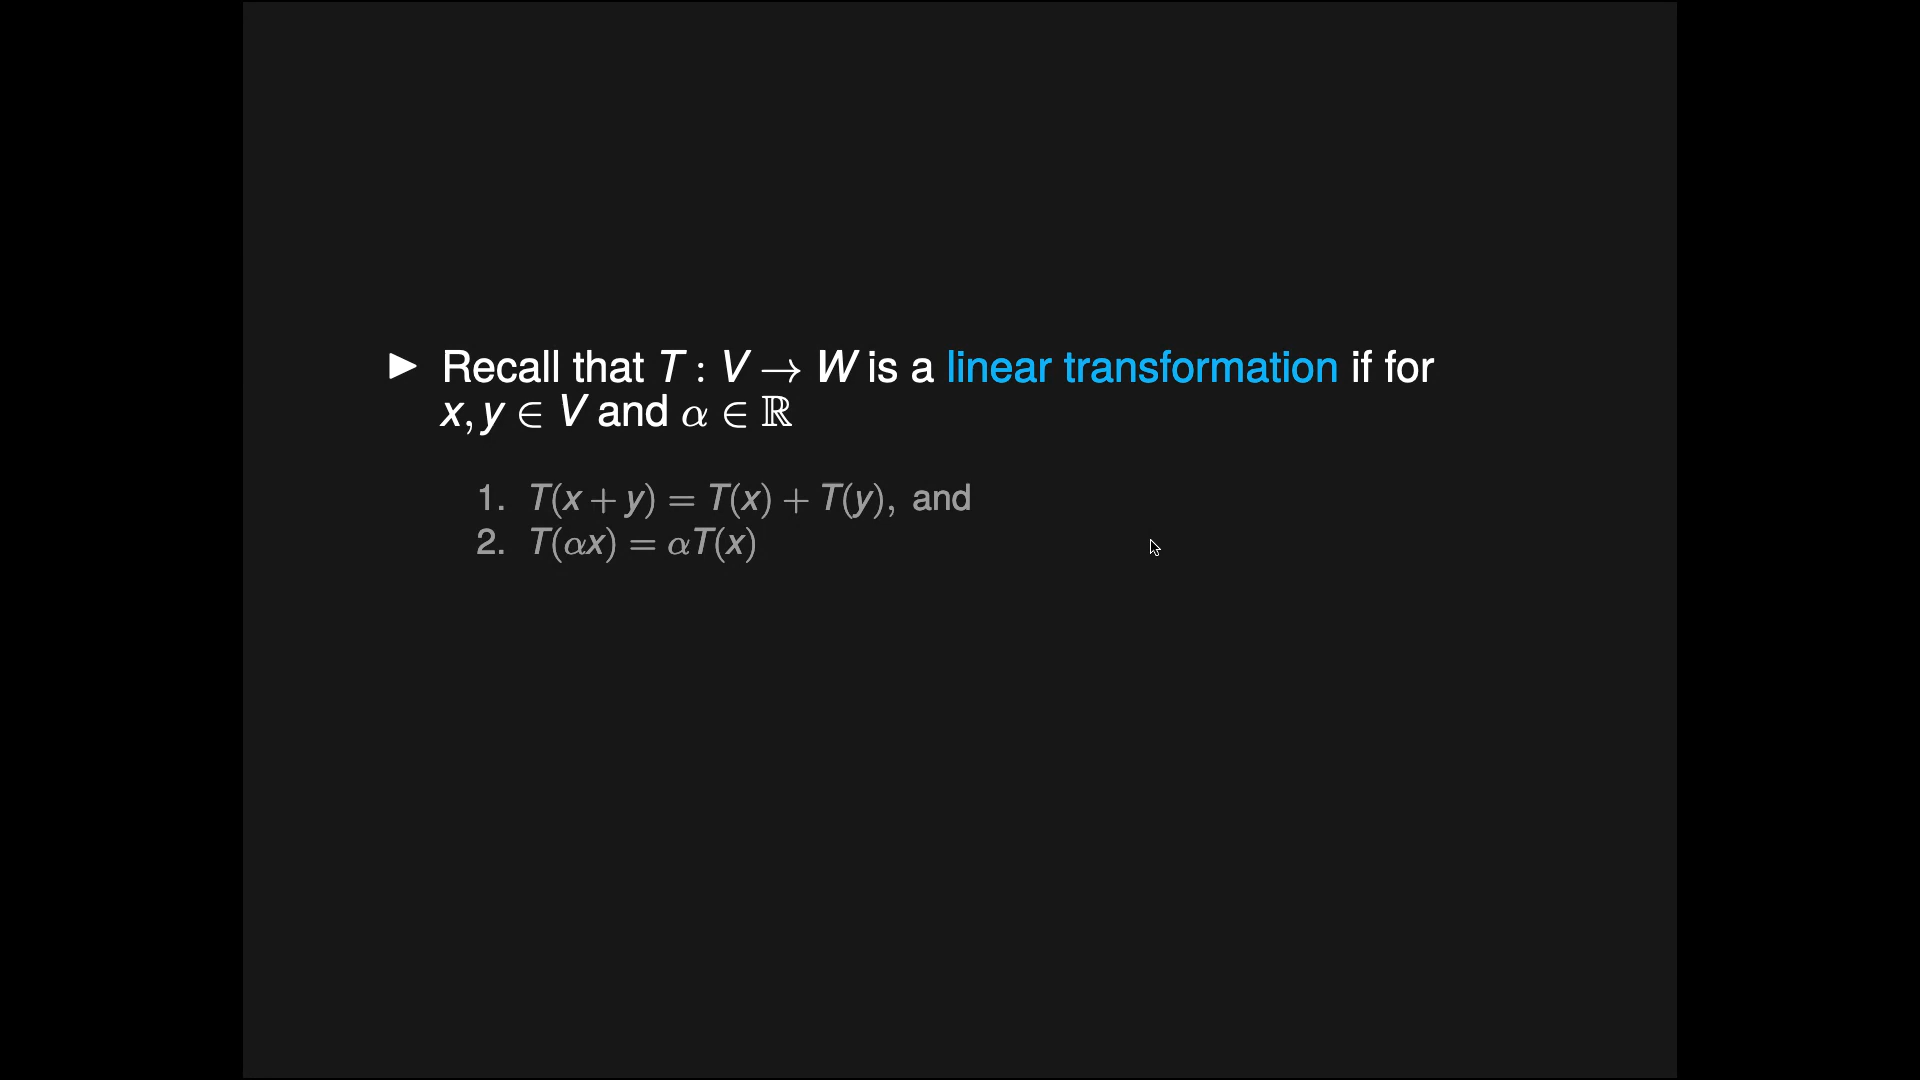 ▶ Recall that T : V → W is a linear transformation if for
x, y ∈ V and α ∈ ℝ
1. T(x + y) = T(x) + T(y), and
2. T(αx) = αT(x)